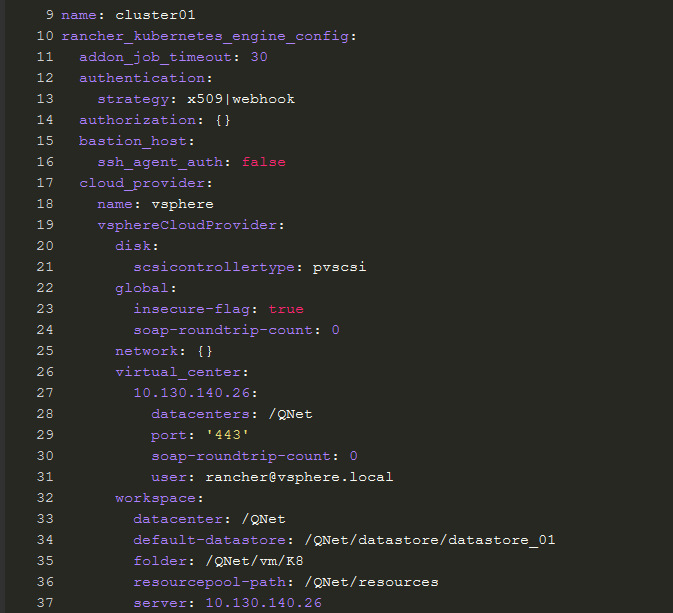 9 name: cluster01
10 rancher_kubernetes_engine_config:
11 addon_job_timeout: 30
12 authentication:
13 strategy: x509|webhook
14 authorization: {}
15 bastion_host:
16 ssh_agent_auth: false
17 cloud_provider:
18 name: vsphere
19 vsphereCloudProvider:
20 disk:
21 scsicontrollertype: pvscsi
22 global:
23 insecure-flag: true
24 soap-roundtrip-count: 0
25 network: {}
26 virtual_center:
27 10.130.140.26:
28 datacenters: /QNet
29 port: '443'
30 soap-roundtrip-count: 0
31 user: rancher@vsphere.local
32 workspace:
33 datacenter: /QNet
34 default-datastore: /QNet/datastore/datastore_01
35 folder: /QNet/vm/K8
36 resourcepool-path: /QNet/resources
37 server: 10.130.140.26